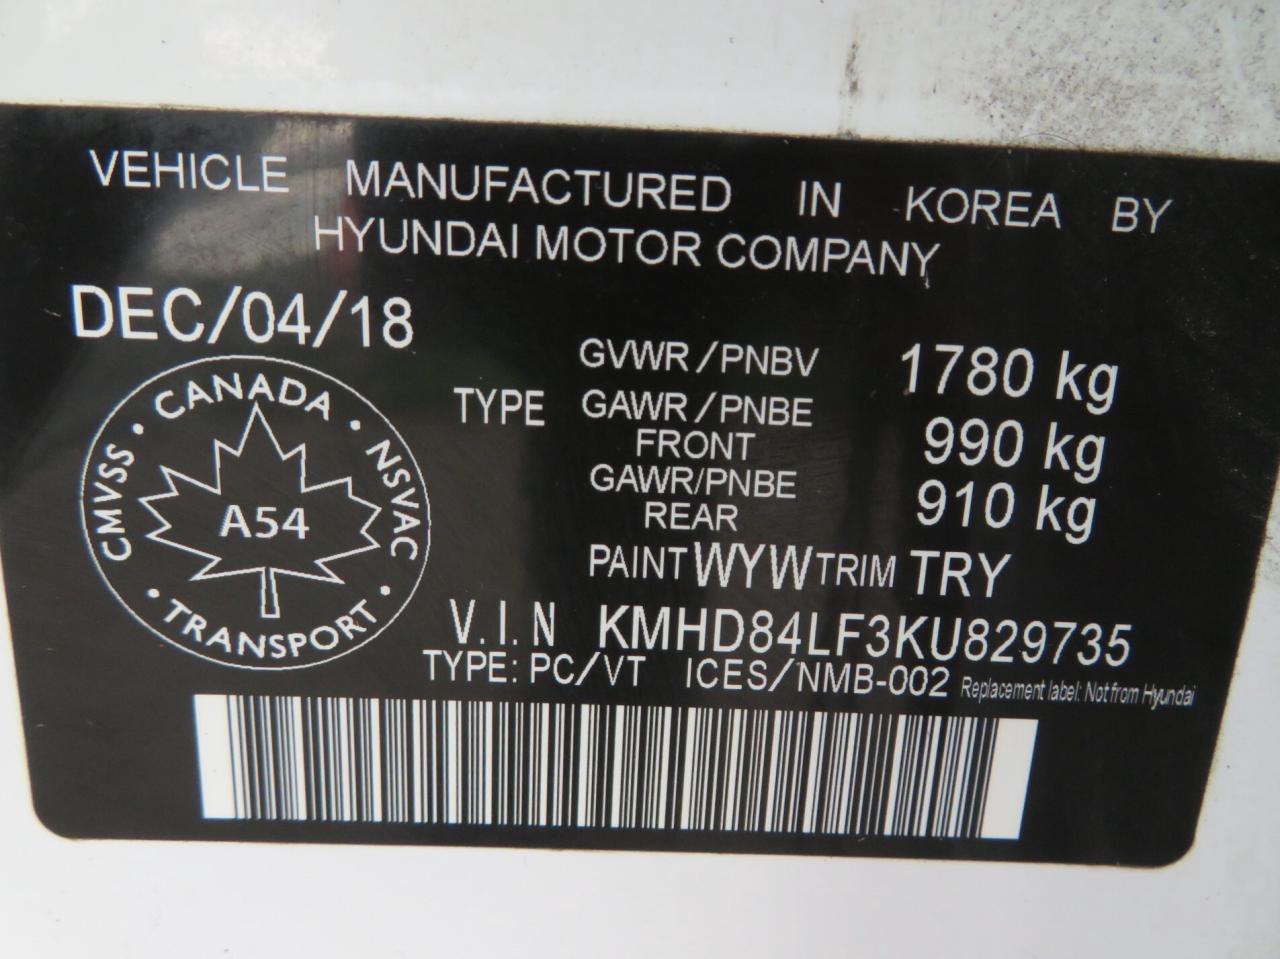 VEHICLE MANUFACTURED IN KOREA BY
HYUNDAI MOTOR COMPANY
DEC/04/18
GVWR/PNBV 1780 kg
TYPE GAWR/PNBE FRONT 990 kg
GAWR/PNBE REAR 910 kg
PAINT WYW TRIM TRY
CANADA
CMVSS
NSVAC
A54
TRANSPORT
V.I.N KMHD84LF3KU829735
TYPE: PC/VT ICES/NMB-002 Replacement label: Not from Hyundai